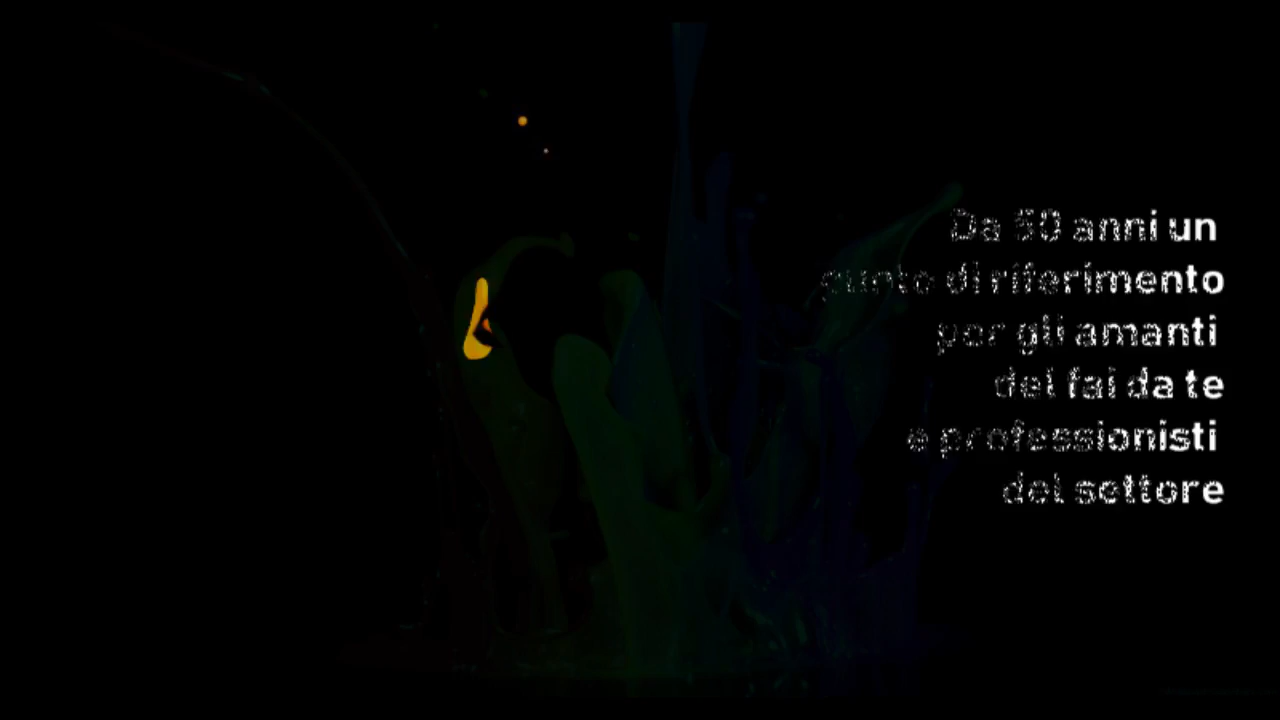 Da 50 anni un
punto di riferimento
per gli amanti
del fai da te
e professionisti
del settore